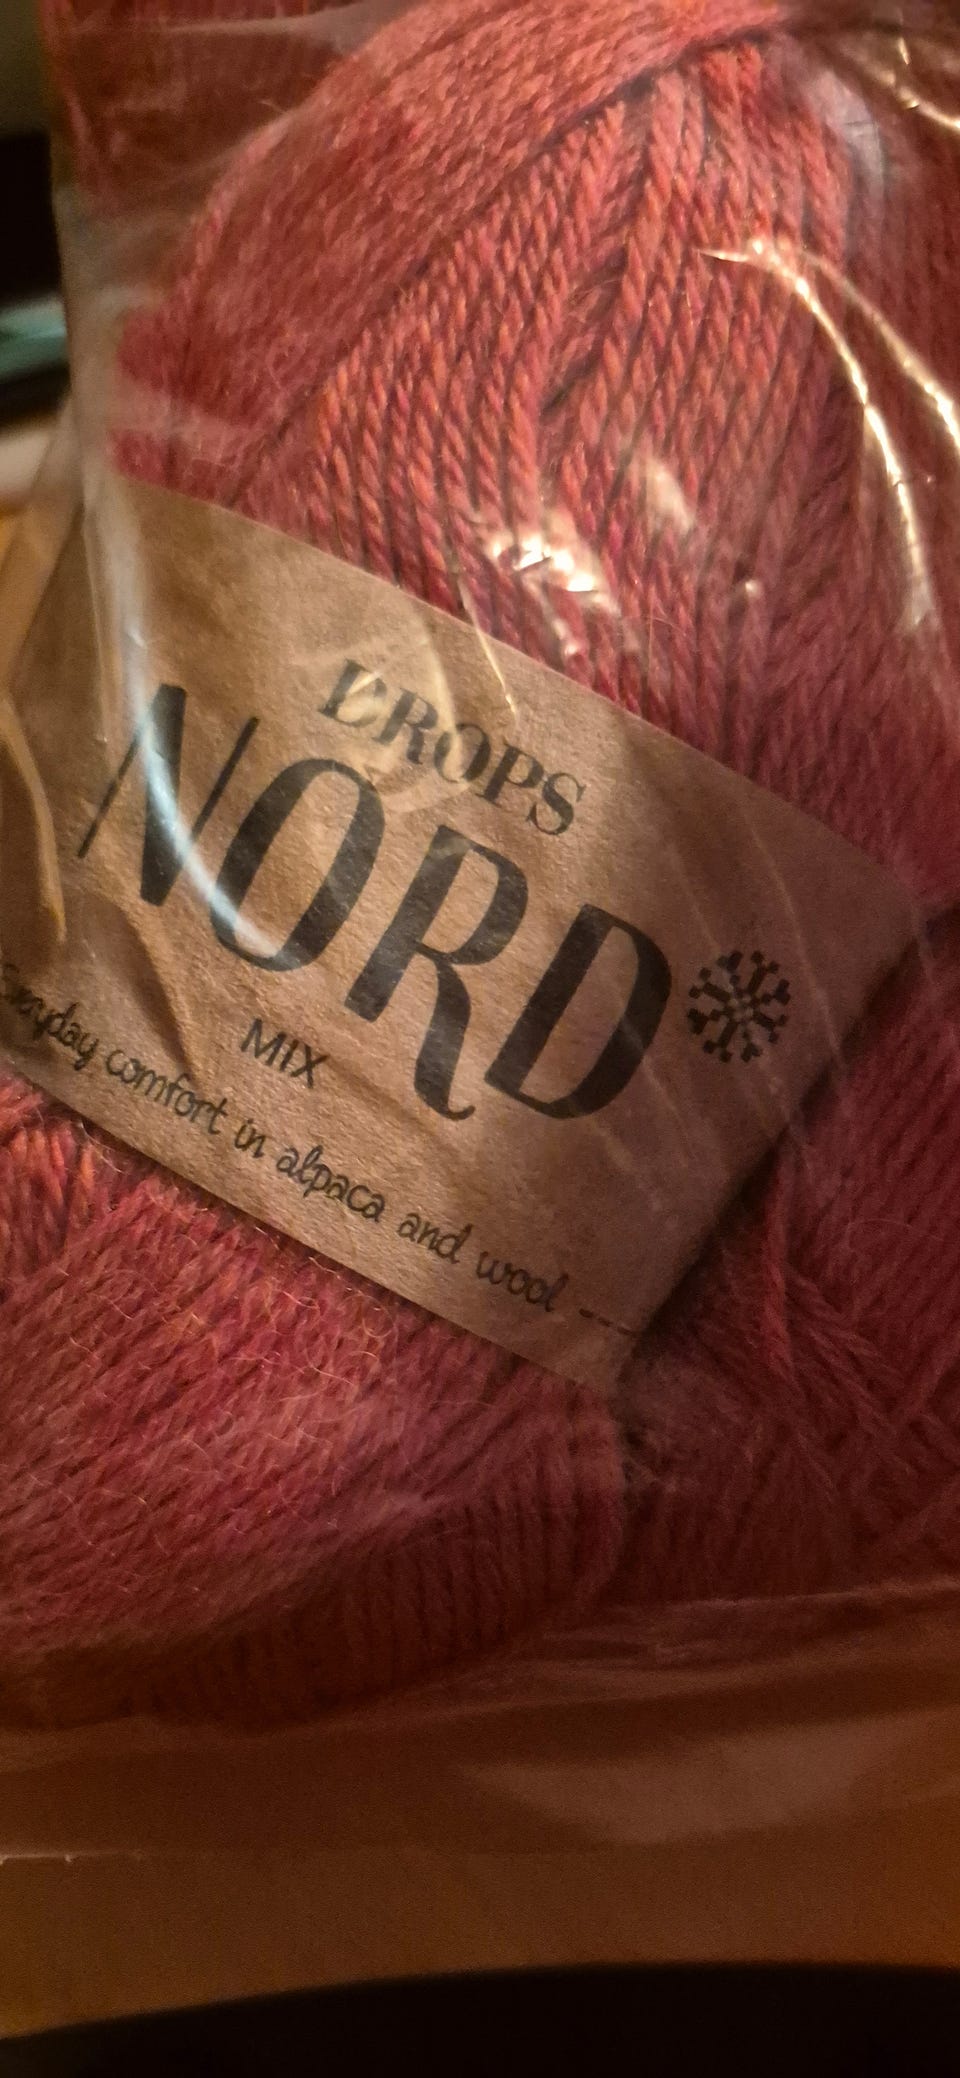 DROPS
NORD
MIX
Everyday comfort in alpaca and wool